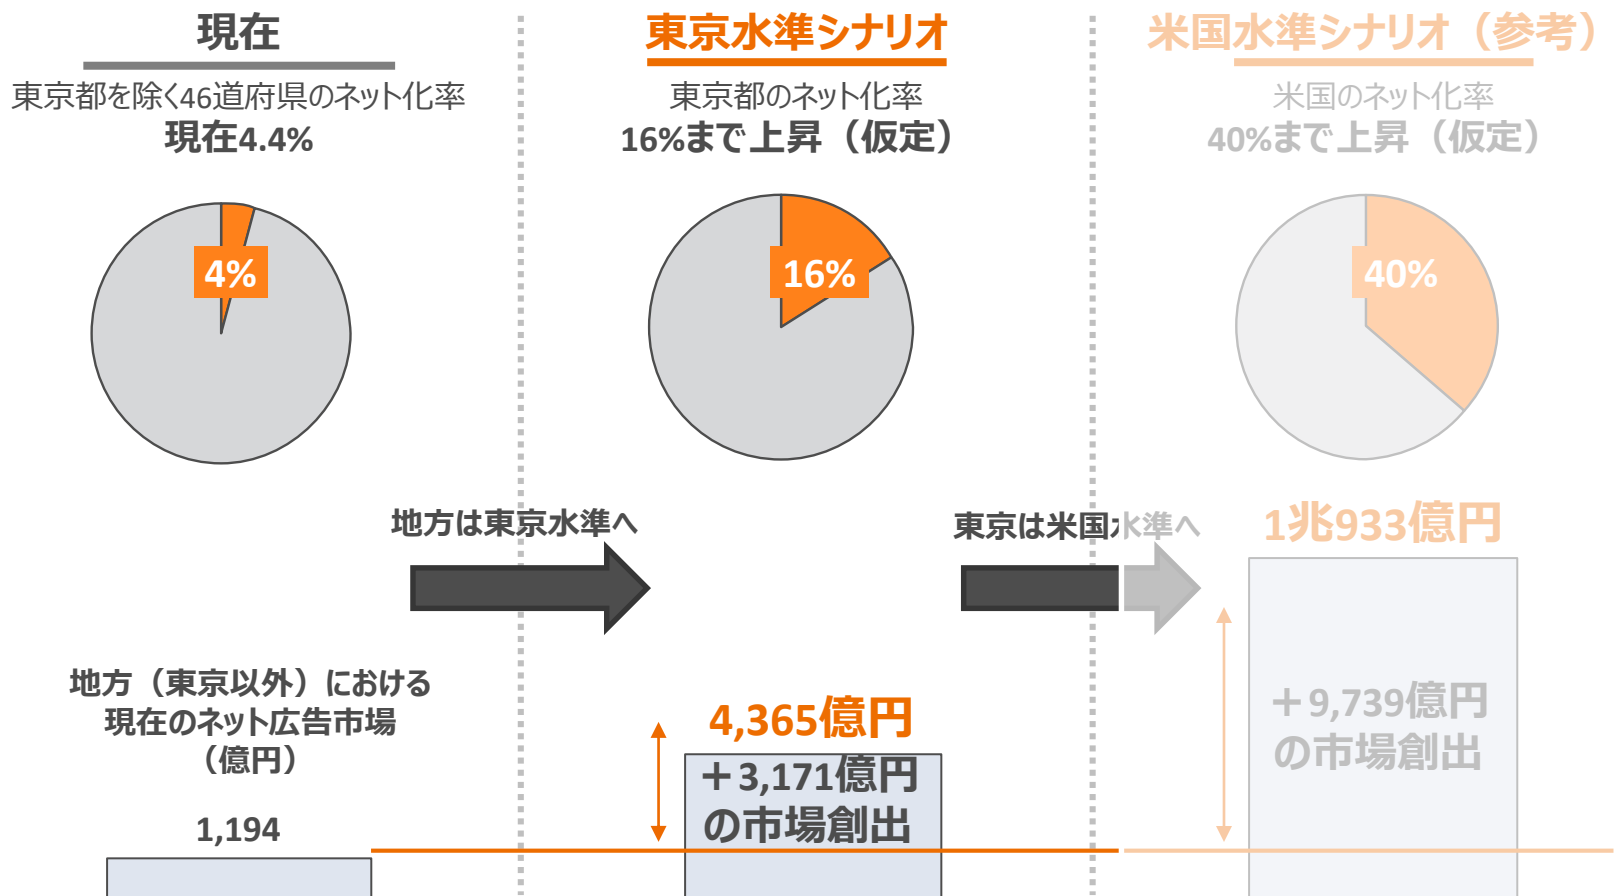 現在
東京都を除く46道府県のネット化率
現在4.4%
4%
地方は東京水準へ
地方（東京以外）における
現在のネット広告市場
（億円）
1,194
東京水準シナリオ
東京都のネット化率
16%まで上昇（仮定）
16%
東京は米国水準へ
4,365億円
＋3,171億円
の市場創出
米国水準シナリオ（参考）
米国のネット化率
40%まで上昇（仮定）
40%
1兆933億円
＋9,739億円
の市場創出